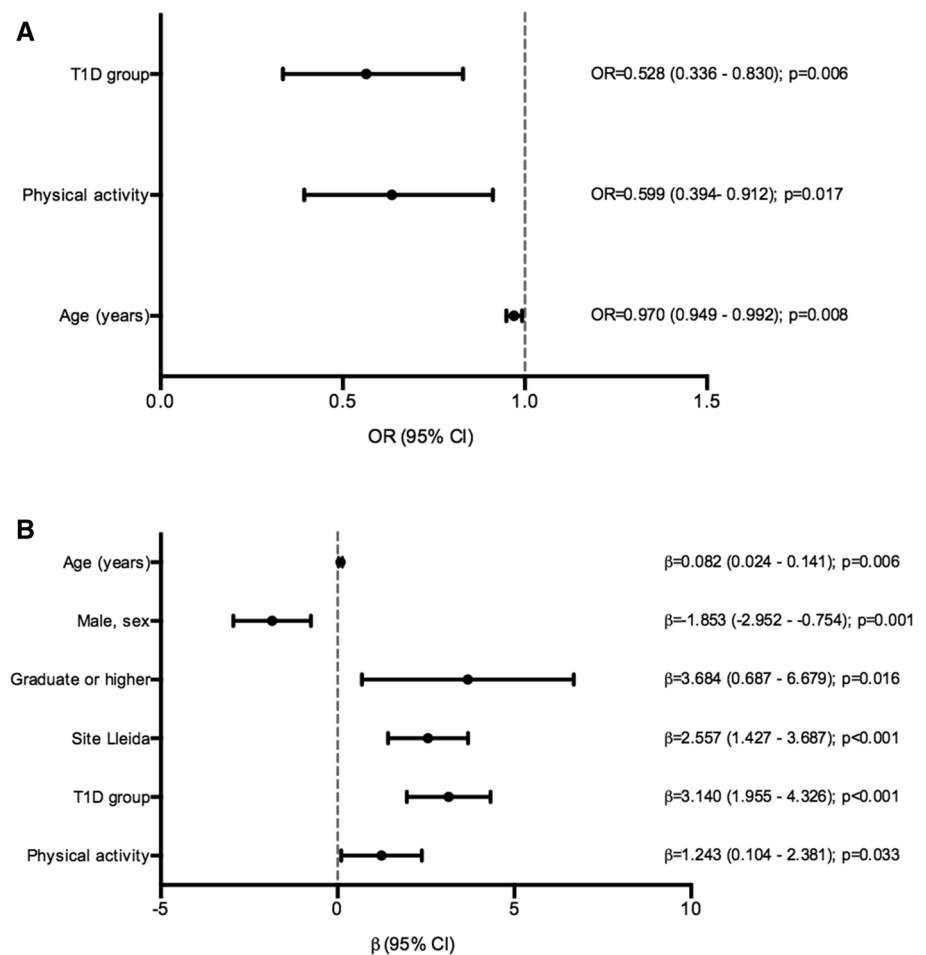 A
T1D group
OR=0.528 (0.336 - 0.830); p=0.006
Physical activity
OR=0.599 (0.394- 0.912); p=0.017
Age (years)
OR=0.970 (0.949 - 0.992); p=0.008
0.0 0.5 1.0 1.5
OR (95% CI)
B
Age (years)
β=0.082 (0.024 - 0.141); p=0.006
Male, sex
β=-1.853 (-2.952 - -0.754); p=0.001
Graduate or higher
β=3.684 (0.687 - 6.679); p=0.016
Site Lleida
β=2.557 (1.427 - 3.687); p<0.001
T1D group
β=3.140 (1.955 - 4.326); p<0.001
Physical activity
β=1.243 (0.104 - 2.381); p=0.033
-5 0 5 10
β (95% CI)